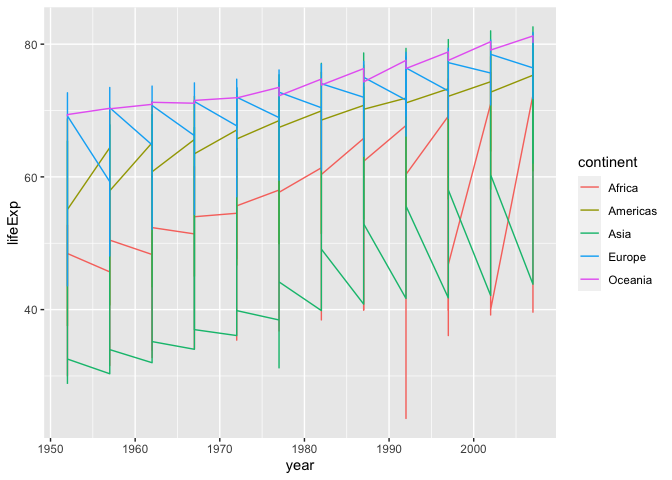 80
60
40
lifeExp
1950
1960
1970
1980
1990
2000
year
continent
Africa
Americas
Asia
Europe
Oceania